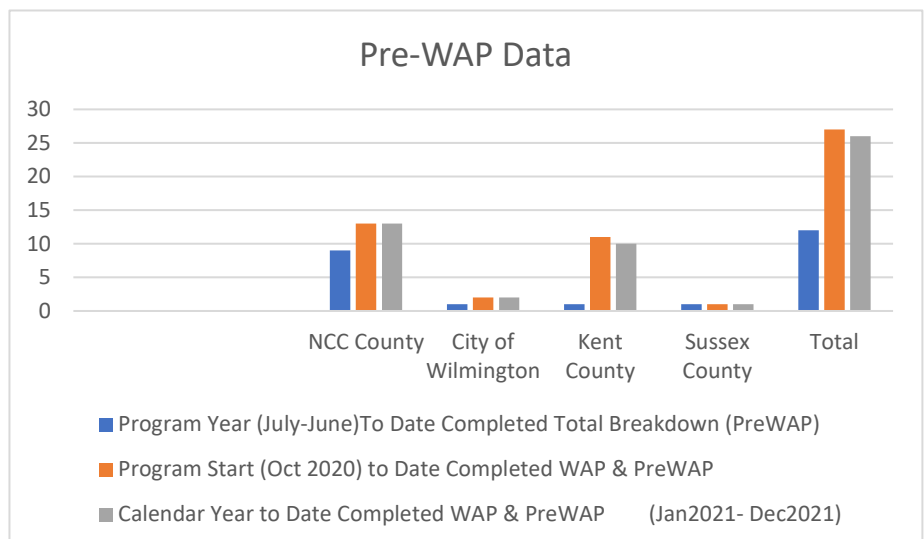 Pre-WAP Data
30
25
20
15
10
5
0
NCC County
City of
Wilmington
Kent
County
Sussex
County
Total
Program Year (July-June)To Date Completed Total Breakdown (PreWAP)
Program Start (Oct 2020) to Date Completed WAP & PreWAP
Calendar Year to Date Completed WAP & PreWAP (Jan2021- Dec2021)